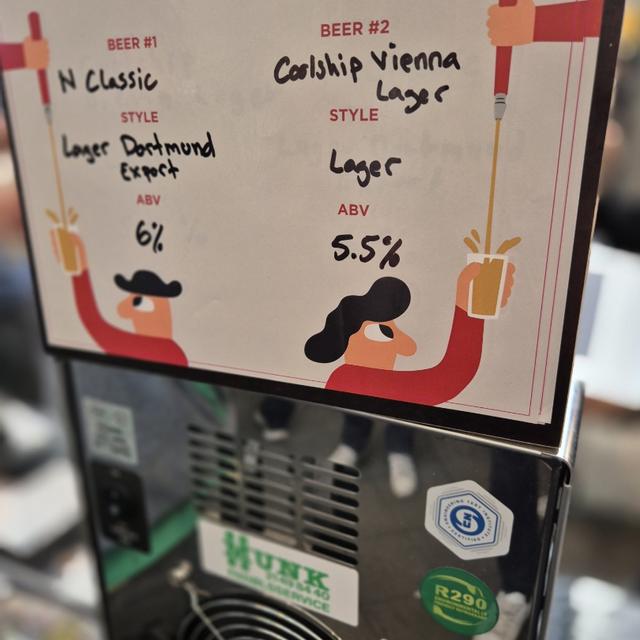 BEER #1
N Classic
STYLE
Lager Dortmund
Export
ABV
6%
BEER #2
Coolship Vienna
Lager
STYLE
Lager
ABV
5.5%
HUNK
R290